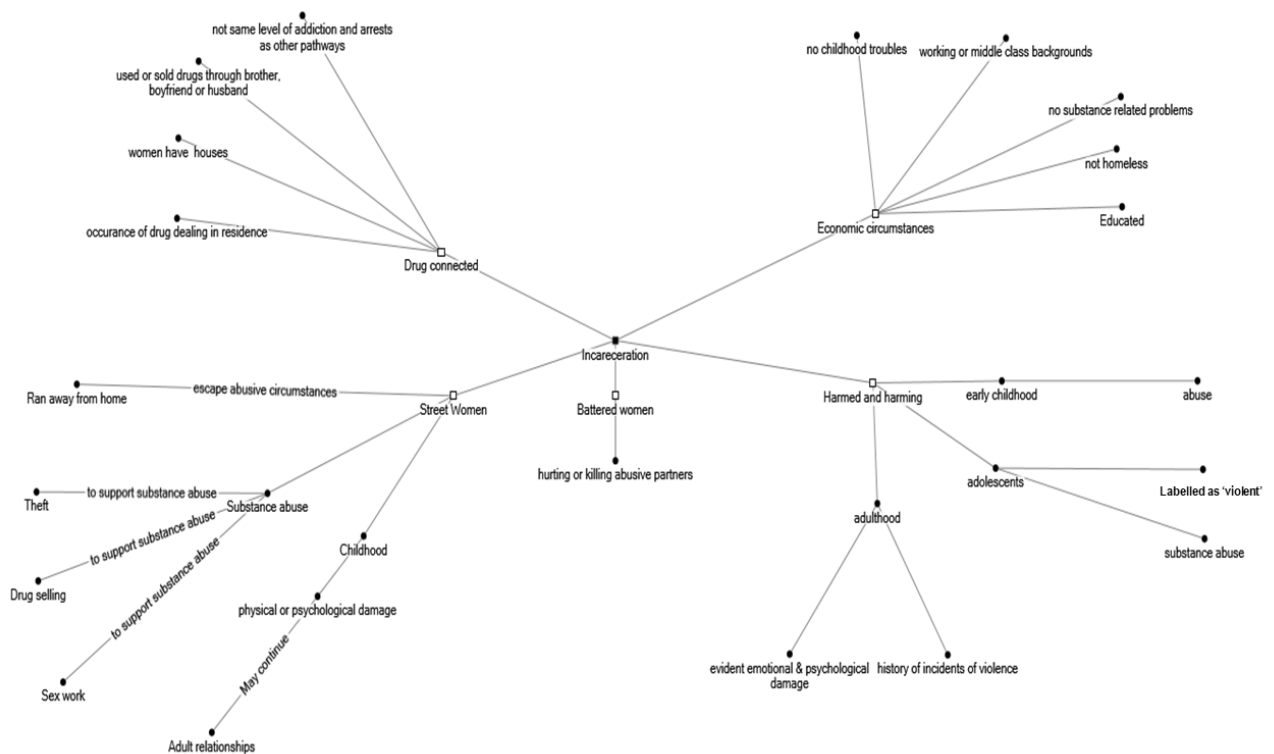 not same level of addiction and arrests
as other pathways
used or sold drugs through brother,
boyfriend or husband
women have houses
occurance of drug dealing in residence
Drug connected
no childhood troubles
working or middle class backgrounds
no substance related problems
not homeless
Educated
Economic circumstances
Incareceration
Ran away from home
escape abusive circumstances
Street Women
Battered women
hurting or killing abusive partners
Harmed and harming
early childhood
abuse
adolescents
Labelled as ‘violent’
substance abuse
adulthood
evident emotional & psychological
damage
history of incidents of violence
Theft
to support substance abuse
Substance abuse
to support substance abuse
Drug selling
to support substance abuse
Sex work
Childhood
physical or psychological damage
May continue
Adult relationships